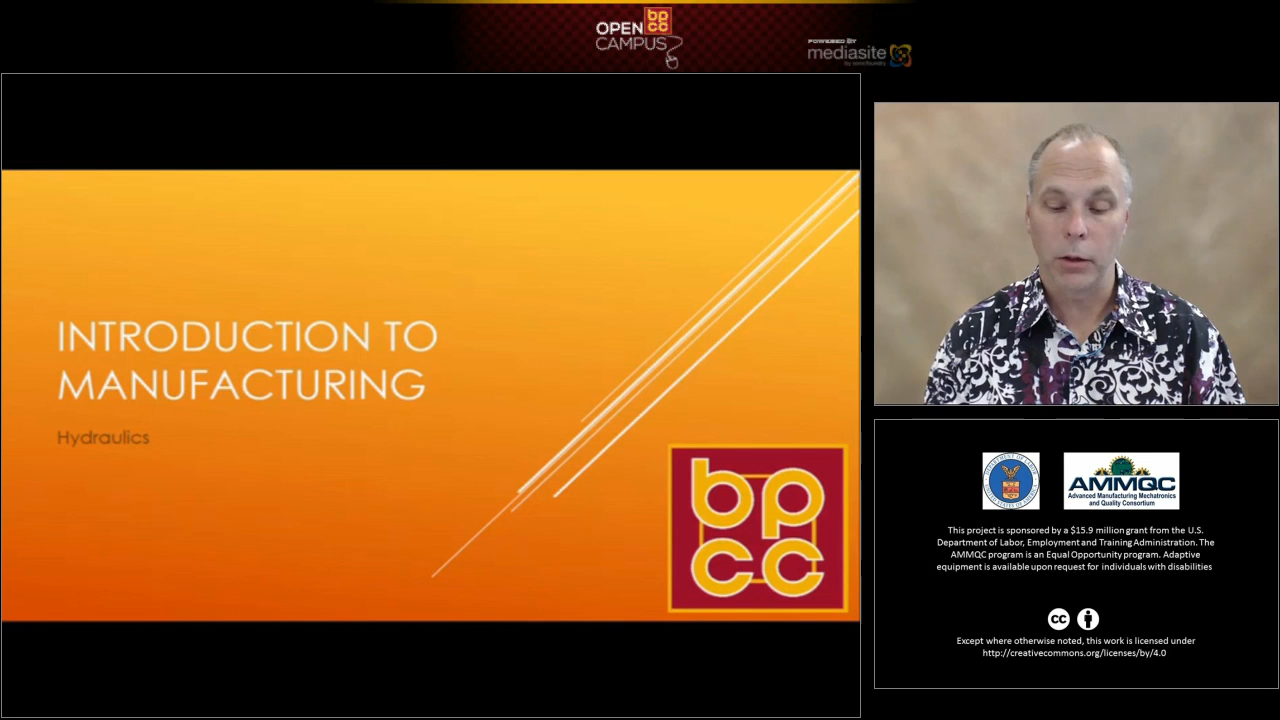 OPEN bp
CAMPUS cc
POWERED BY
mediasite
by sonicfoundry
INTRODUCTION TO
MANUFACTURING
Hydraulics
bp
cc
AMMQC
Advanced Manufacturing Mechatronics
and Quality Consortium
This project is sponsored by a $15.9 million grant from the U.S.
Department of Labor, Employment and Training Administration. The
AMMQC program is an Equal Opportunity program. Adaptive
equipment is available upon request for individuals with disabilities
cc
Except where otherwise noted, this work is licensed under
http://creativecommons.org/licenses/by/4.0